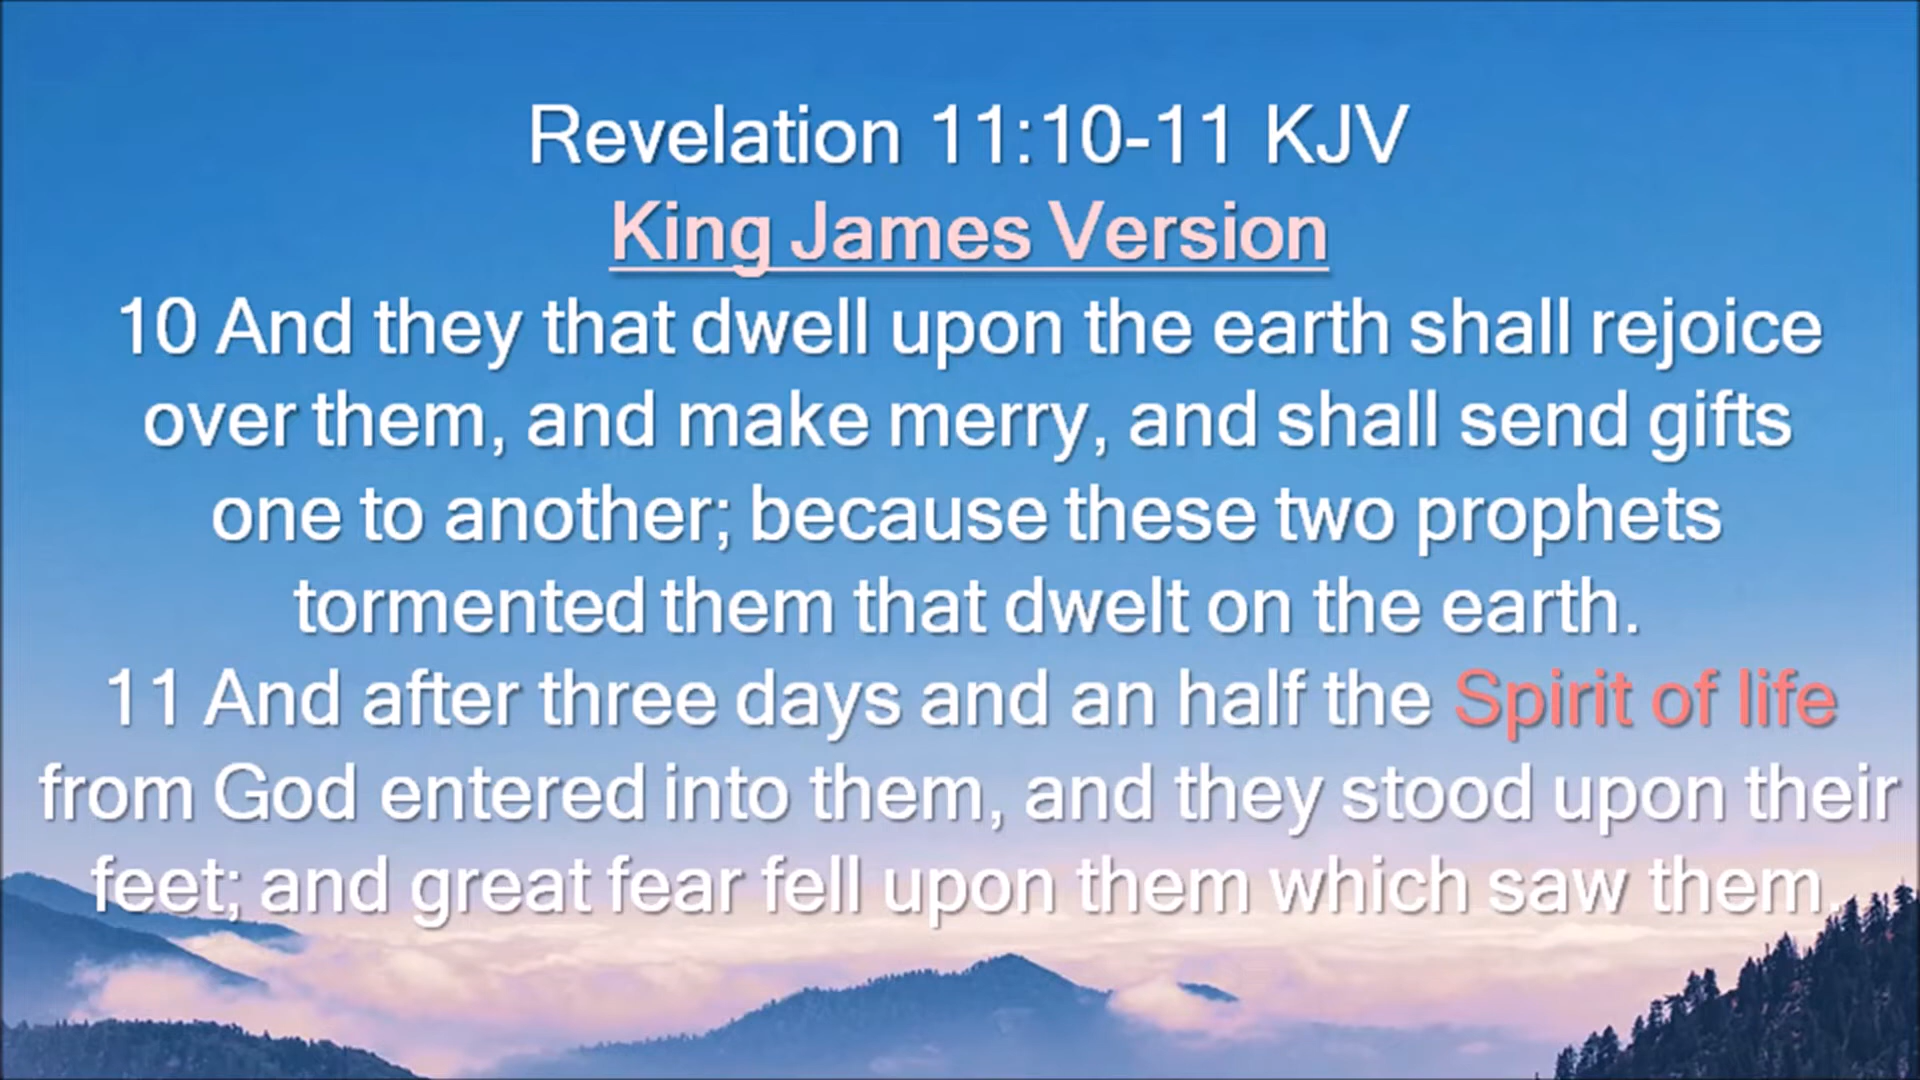 Revelation 11:10-11 KJV
King James Version
10 And they that dwell upon the earth shall rejoice
over them, and make merry, and shall send gifts
one to another; because these two prophets
tormented them that dwelt on the earth.
11 And after three days and an half the Spirit of life
from God entered into them, and they stood upon their
feet; and great fear fell upon them which saw them.